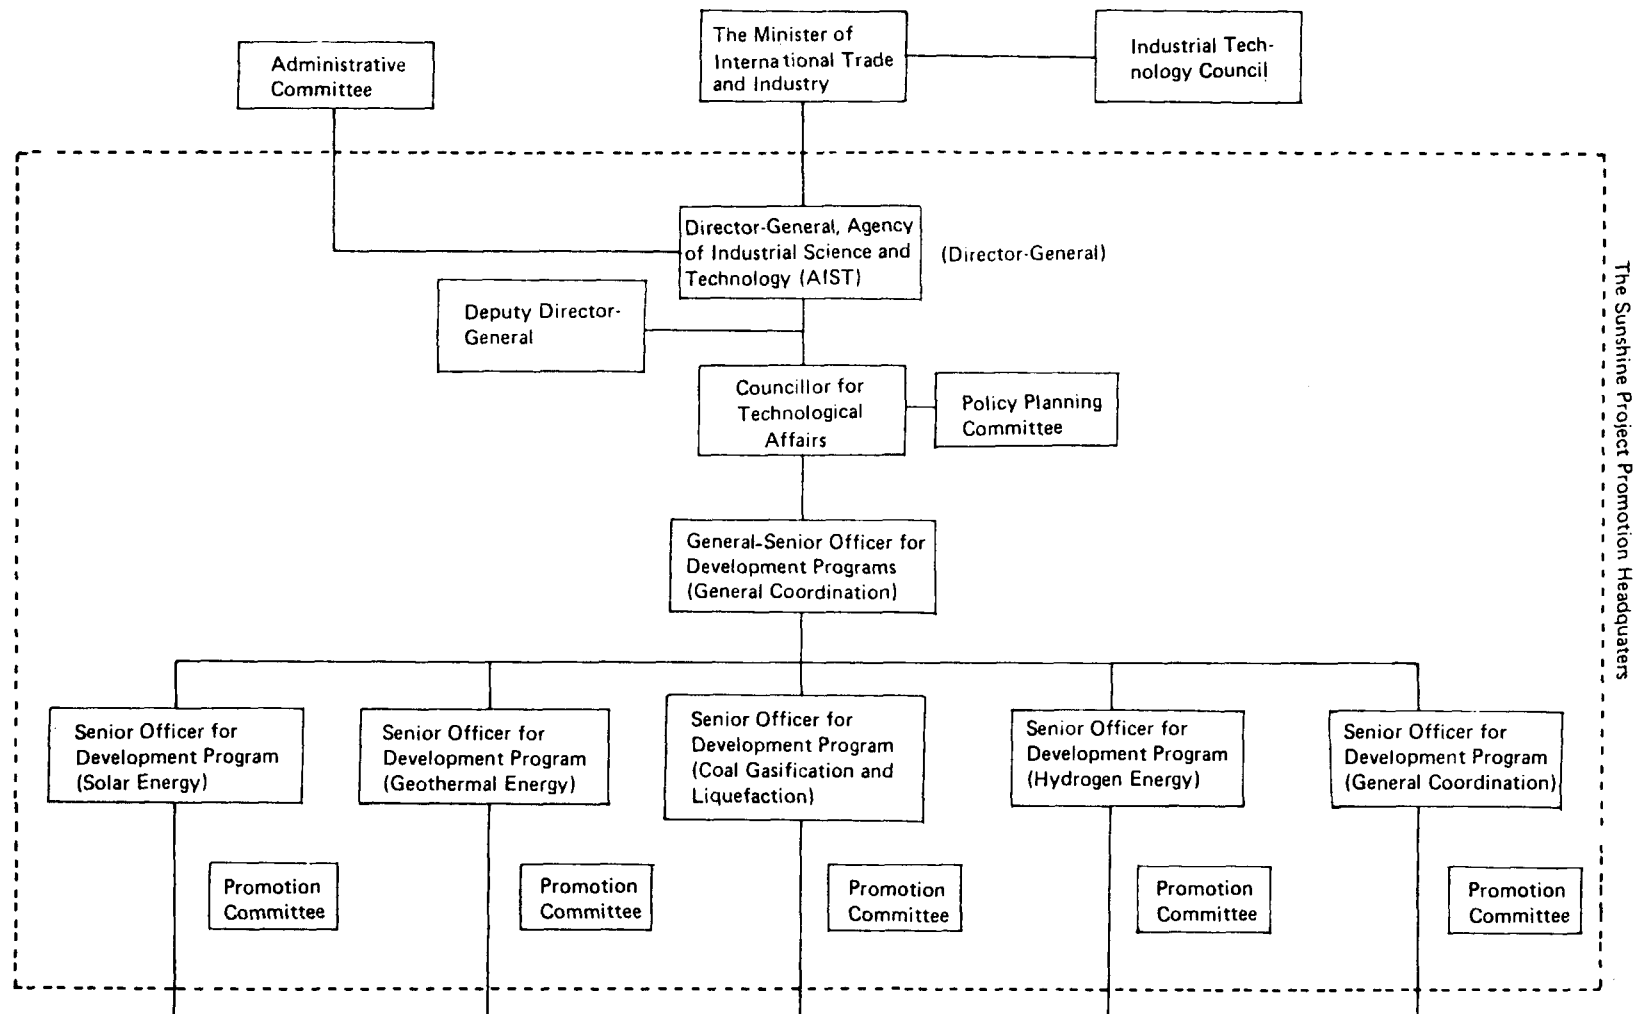 Administrative
Committee
The Minister of
International Trade
and Industry
Industrial Tech-
nology Council
Director-General, Agency
of Industrial Science and
Technology (AIST)
(Director-General)
Deputy Director-
General
Councillor for
Technological
Affairs
Policy Planning
Committee
General-Senior Officer for
Development Programs
(General Coordination)
Senior Officer for
Development Program
(Solar Energy)
Senior Officer for
Development Program
(Geothermal Energy)
Senior Officer for
Development Program
(Coal Gasification and
Liquefaction)
Senior Officer for
Development Program
(Hydrogen Energy)
Senior Officer for
Development Program
(General Coordination)
Promotion
Committee
Promotion
Committee
Promotion
Committee
Promotion
Committee
Promotion
Committee
The Sunshine Project Promotion Headquaters